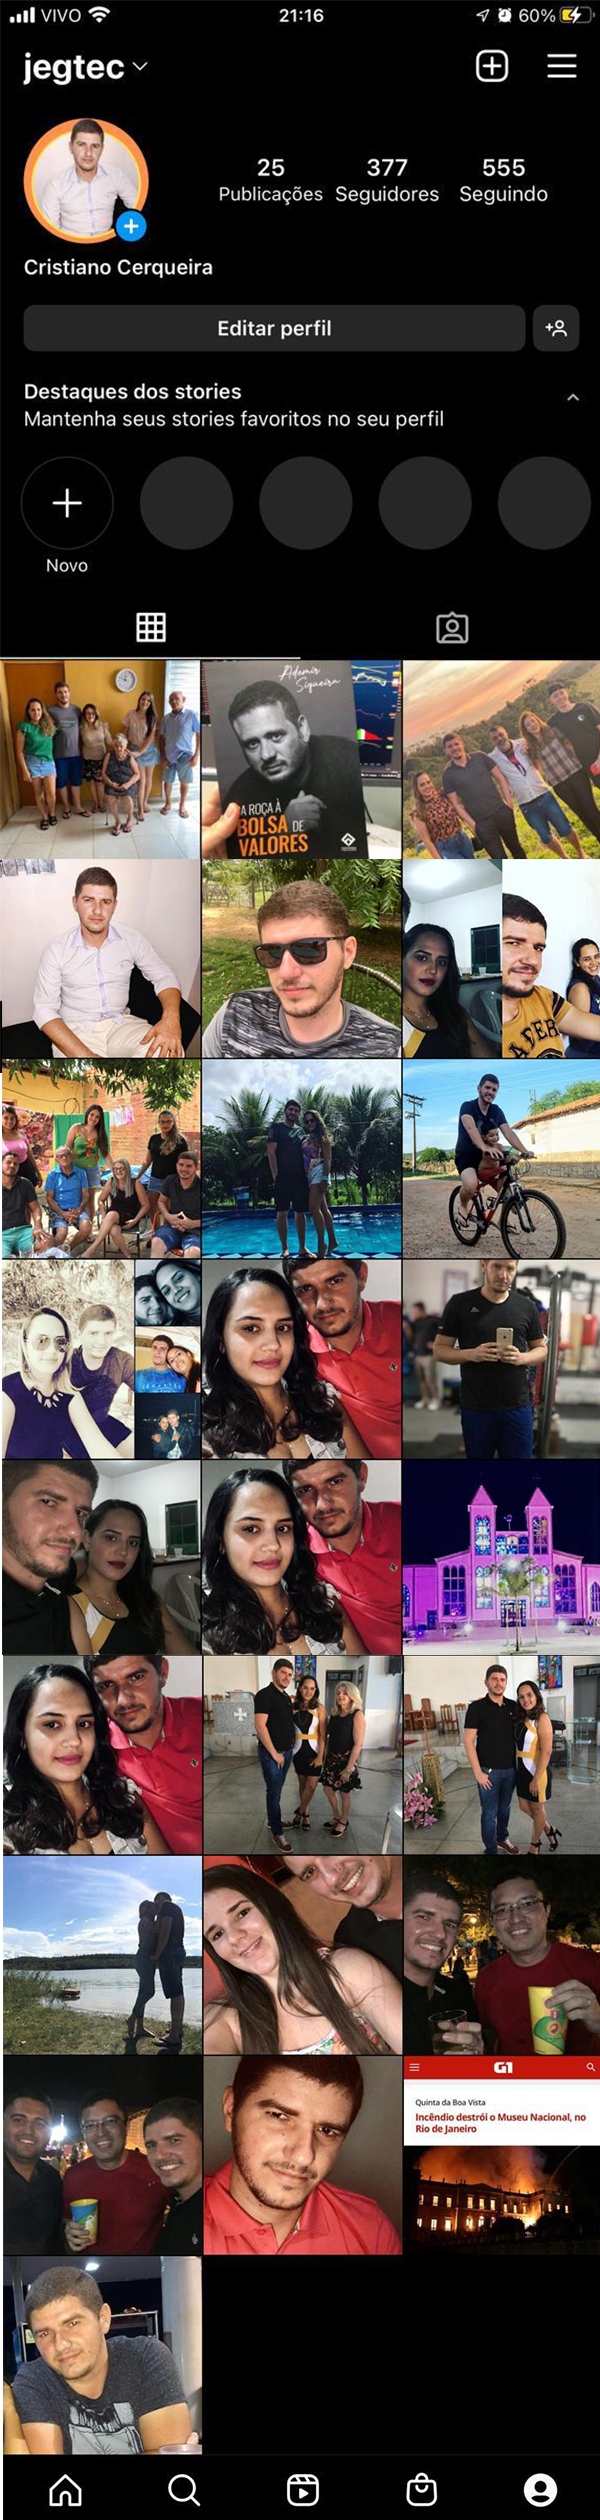 VIVO 21:16 60%
jegtec
25 377 555
Publicações Seguidores Seguindo
Cristiano Cerqueira
Editar perfil
Destaques dos stories
Mantenha seus stories favoritos no seu perfil
Novo
Ademir
Siqueira
A ROÇA À
BOLSA DE
VALORES
G1
Quinta da Boa Vista
Incêndio destrói o Museu Nacional, no
Rio de Janeiro